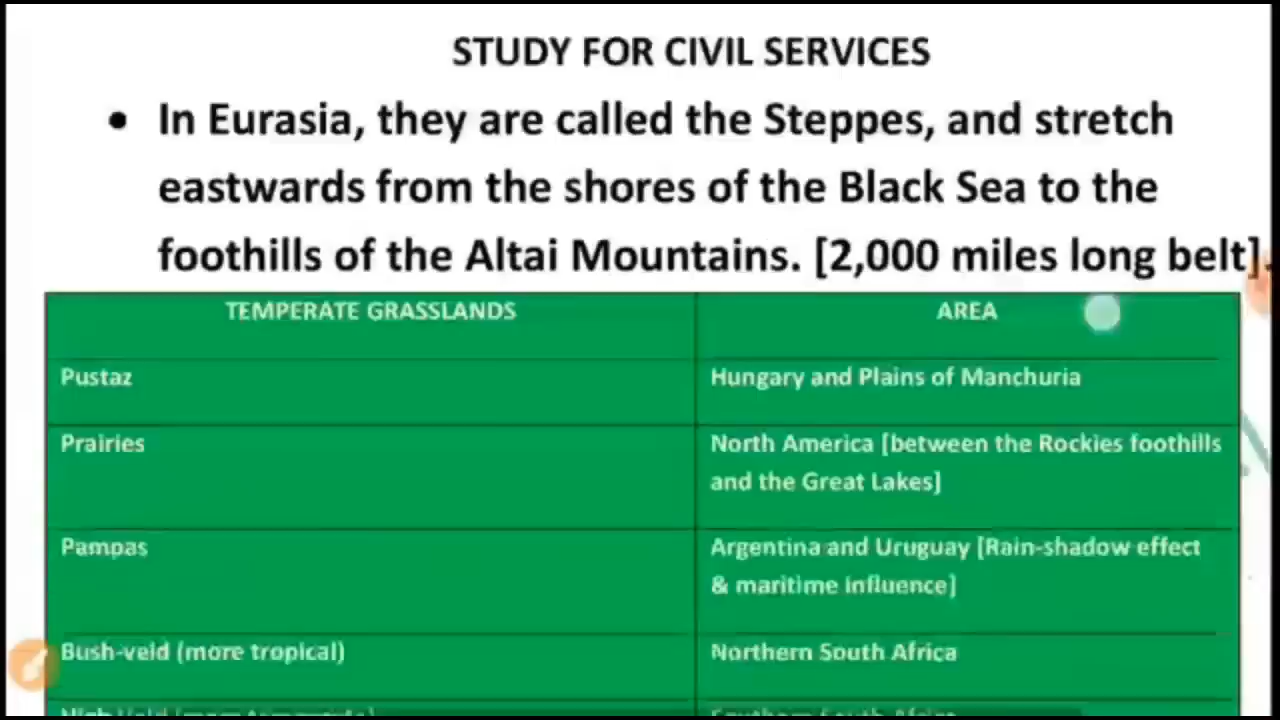 STUDY FOR CIVIL SERVICES
• In Eurasia, they are called the Steppes, and stretch
eastwards from the shores of the Black Sea to the
foothills of the Altai Mountains. [2,000 miles long belt].
TEMPERATE GRASSLANDS AREA
Pustaz Hungary and Plains of Manchuria
Prairies North America [between the Rockies foothills
and the Great Lakes]
Pampas Argentina and Uruguay [Rain-shadow effect
& maritime influence]
Bush-veld (more tropical) Northern South Africa